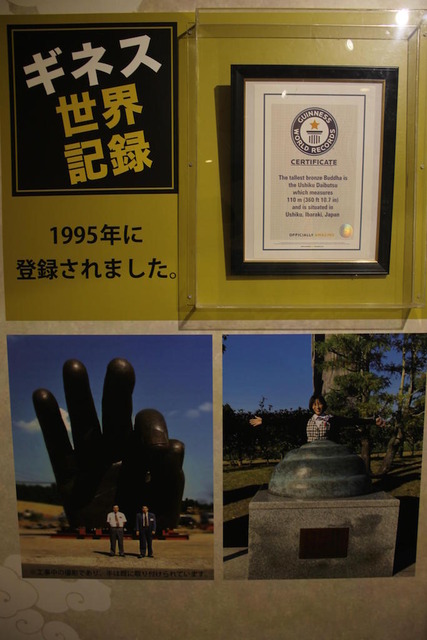 ギネス
世界
記録
1995年に
登録されました。
GUINNESS
WORLD RECORDS
CERTIFICATE
The tallest bronze Buddha is
the Ushiku Daibutsu
which measures
110 m (360 ft 10.7 in)
and is situated in
Ushiku, Ibaraki, Japan
OFFICIALLY AMAZING